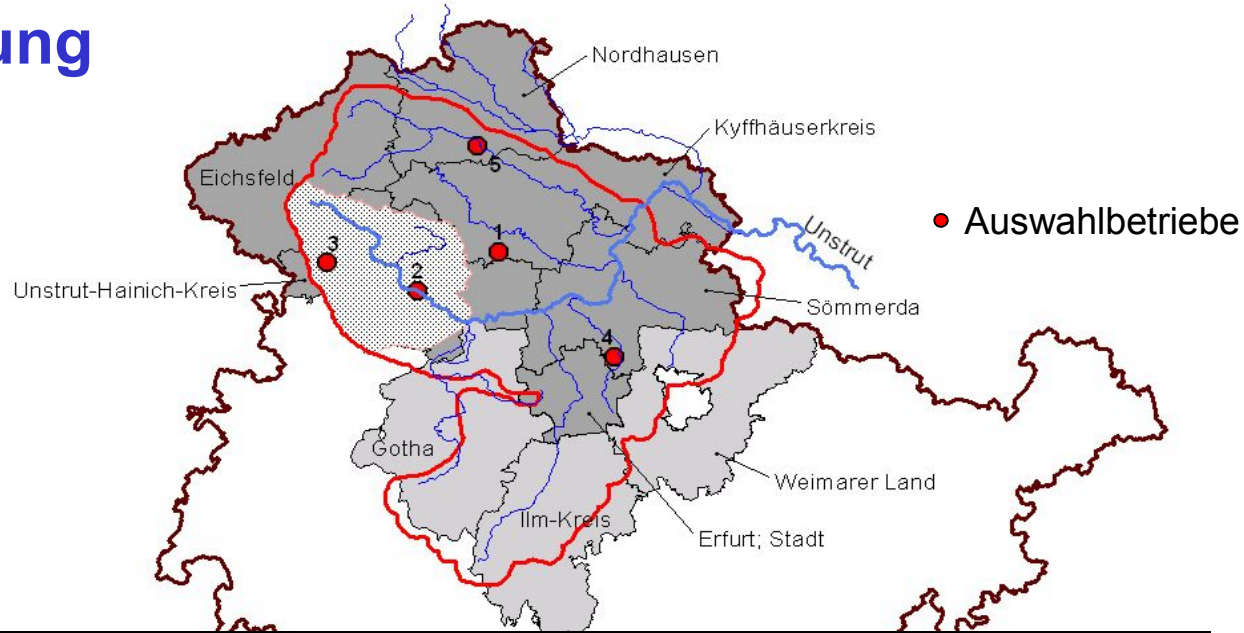 ung
Nordhausen
Kyffhäuserkreis
5
Eichsfeld
Auswahlbetriebe
Unstrut
1
3
2
Unstrut-Hainich-Kreis
Sömmerda
4
Gotha
Weimarer Land
Ilm-Kreis
Erfurt; Stadt